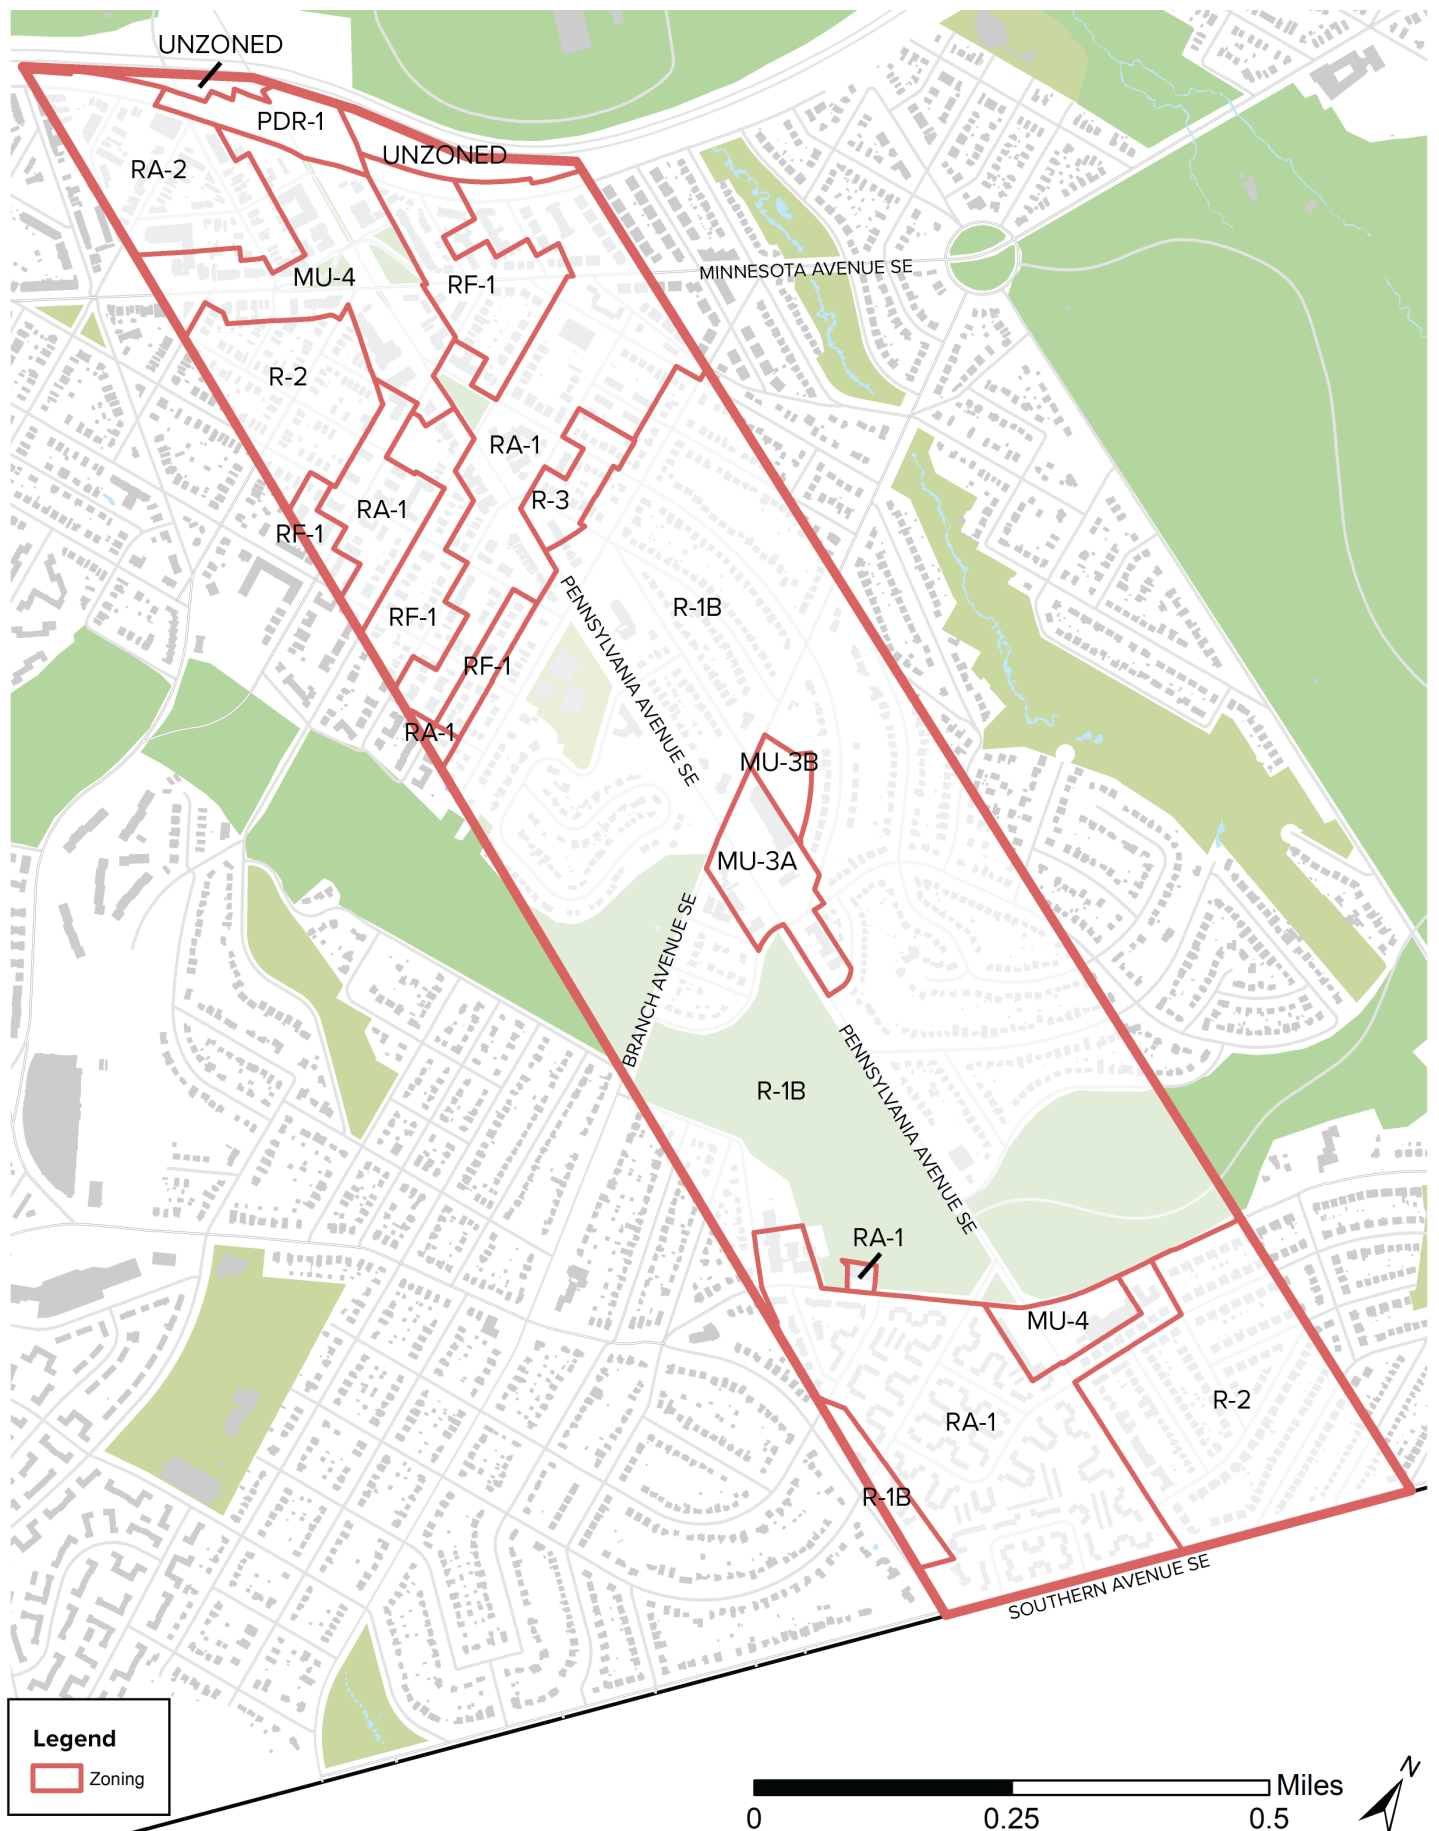 UNZONED
PDR-1
UNZONED
RA-2
MINNESOTA AVENUE SE
MU-4
RF-1
R-2
RA-1
R-3
RA-1
RF-1
PENNSYLVANIA AVENUE SE
R-1B
RF-1
RF-1
RA-1
MU-3B
MU-3A
BRANCH AVENUE SE
PENNSYLVANIA AVENUE SE
R-1B
RA-1
MU-4
R-2
RA-1
R-1B
SOUTHERN AVENUE SE
Legend
Zoning
Miles
0 0.25 0.5
N